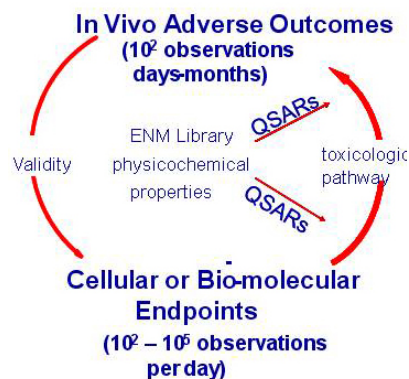 In Vivo Adverse Outcomes
(10² observations
days-months)
QSARs
ENM Library
physicochemical
properties
Validity
toxicologic
pathway
QSARs
Cellular or Bio-molecular
Endpoints
(10² – 10⁵ observations
per day)